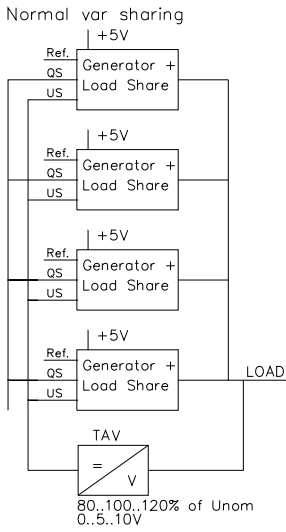 Normal var sharing
+5V
Ref.
QS
US
Generator +
Load Share
+5V
Ref.
QS
US
Generator +
Load Share
+5V
Ref.
QS
US
Generator +
Load Share
+5V
Ref.
QS
US
Generator +
Load Share
LOAD
TAV
=
V
80..100..120% of Unom
0..5..10V